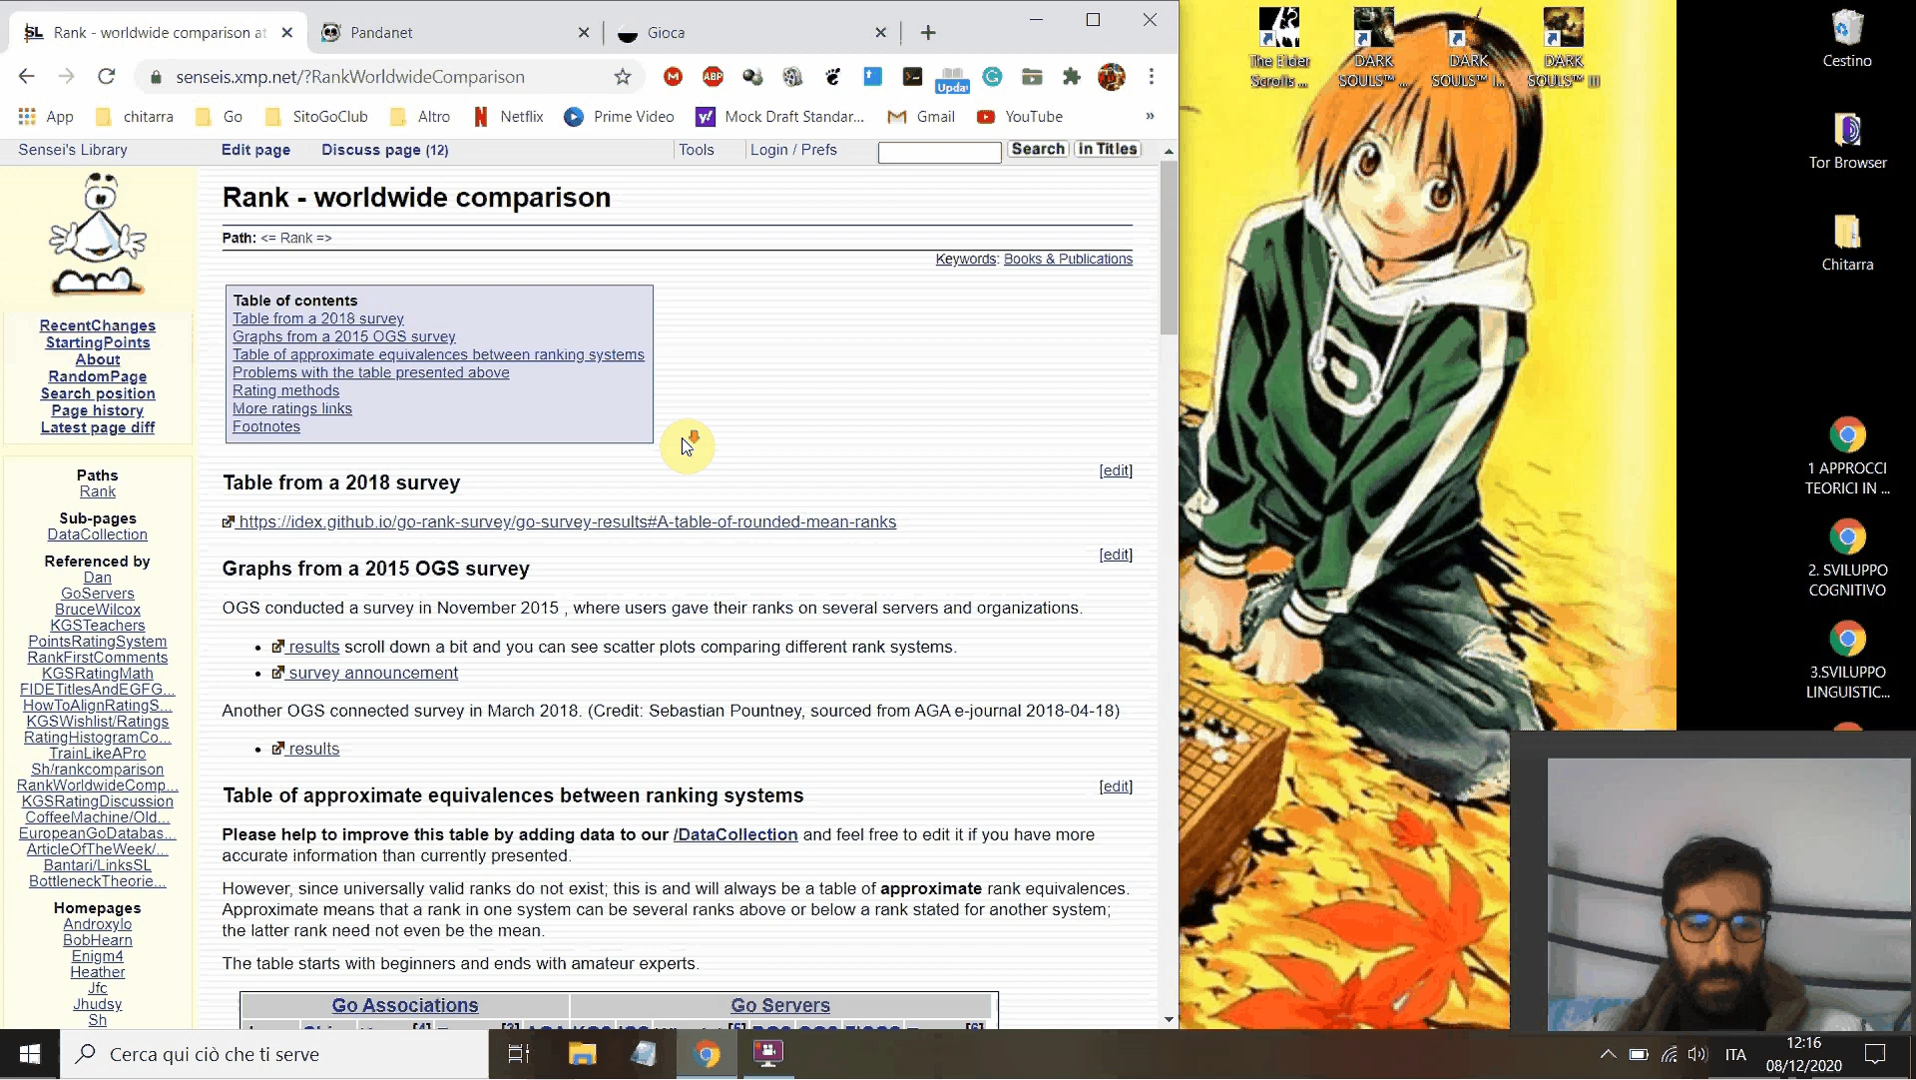 Rank - worldwide comparison at
Pandanet
Gioca
senseis.xmp.net/?RankWorldwideComparison
ABP
Updat
App
chitarra
Go
SitoGoClub
Altro
Netflix
Prime Video
Mock Draft Standar...
Gmail
YouTube
»
Sensei's Library
Edit page
Discuss page (12)
Tools
Login / Prefs
Search
in Titles
Rank - worldwide comparison
Path: <= Rank =>
Keywords: Books & Publications
Table of contents
Table from a 2018 survey
Graphs from a 2015 OGS survey
Table of approximate equivalences between ranking systems
Problems with the table presented above
Rating methods
More ratings links
Footnotes
RecentChanges
StartingPoints
About
RandomPage
Search position
Page history
Latest page diff
Paths
Rank
Sub-pages
DataCollection
Referenced by
Dan
GoServers
BruceWilcox
KGSTeachers
PointsRatingSystem
RankFirstComments
KGSRatingMath
FIDETitlesAndEGFG...
HowToAlignRatingS...
KGSWishlist/Ratings
RatingHistogramCo...
TrainLikeAPro
Sh/rankcomparison
RankWorldwideComp...
KGSRatingDiscussion
CoffeeMachine/Old...
EuropeanGoDatabas...
ArticleOfTheWeek/...
Bantari/LinksSL
BottleneckTheorie...
Homepages
Androxylo
BobHearn
Enigm4
Heather
Jfc
Jhudsy
Sh
Table from a 2018 survey
[edit]
https://idex.github.io/go-rank-survey/go-survey-results#A-table-of-rounded-mean-ranks
Graphs from a 2015 OGS survey
[edit]
OGS conducted a survey in November 2015 , where users gave their ranks on several servers and organizations.
• results scroll down a bit and you can see scatter plots comparing different rank systems.
• survey announcement
Another OGS connected survey in March 2018. (Credit: Sebastian Pountney, sourced from AGA e-journal 2018-04-18)
• results
Table of approximate equivalences between ranking systems
[edit]
Please help to improve this table by adding data to our /DataCollection and feel free to edit it if you have more
accurate information than currently presented.
However, since universally valid ranks do not exist; this is and will always be a table of approximate rank equivalences.
Approximate means that a rank in one system can be several ranks above or below a rank stated for another system;
the latter rank need not even be the mean.
The table starts with beginners and ends with amateur experts.
Go Associations
Go Servers
The Elder
Scrolls ...
DARK
SOULS™ ...
DARK
SOULS™ I...
DARK
SOULS™ III
Cestino
Tor Browser
Chitarra
1 APPROCCI
TEORICI IN ...
2. SVILUPPO
COGNITIVO
3.SVILUPPO
LINGUISTIC...
Cerca qui ciò che ti serve
ITA
12:16
08/12/2020